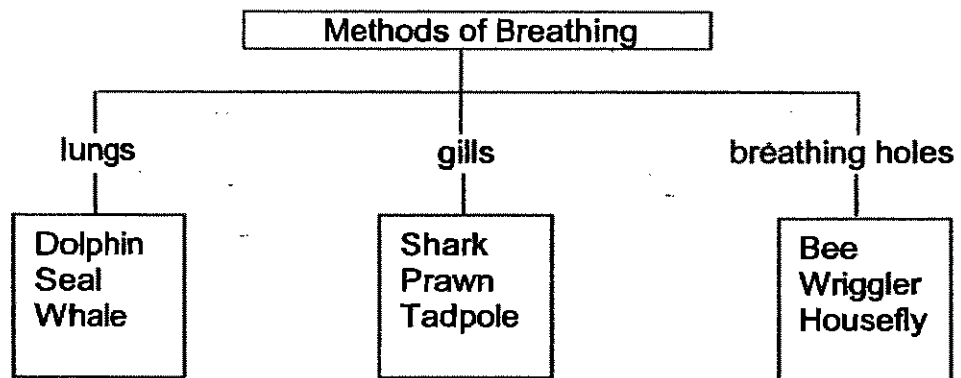 Methods of Breathing
lungs
gills
breathing holes
Dolphin
Seal
Whale
Shark
Prawn
Tadpole
Bee
Wriggler
Housefly